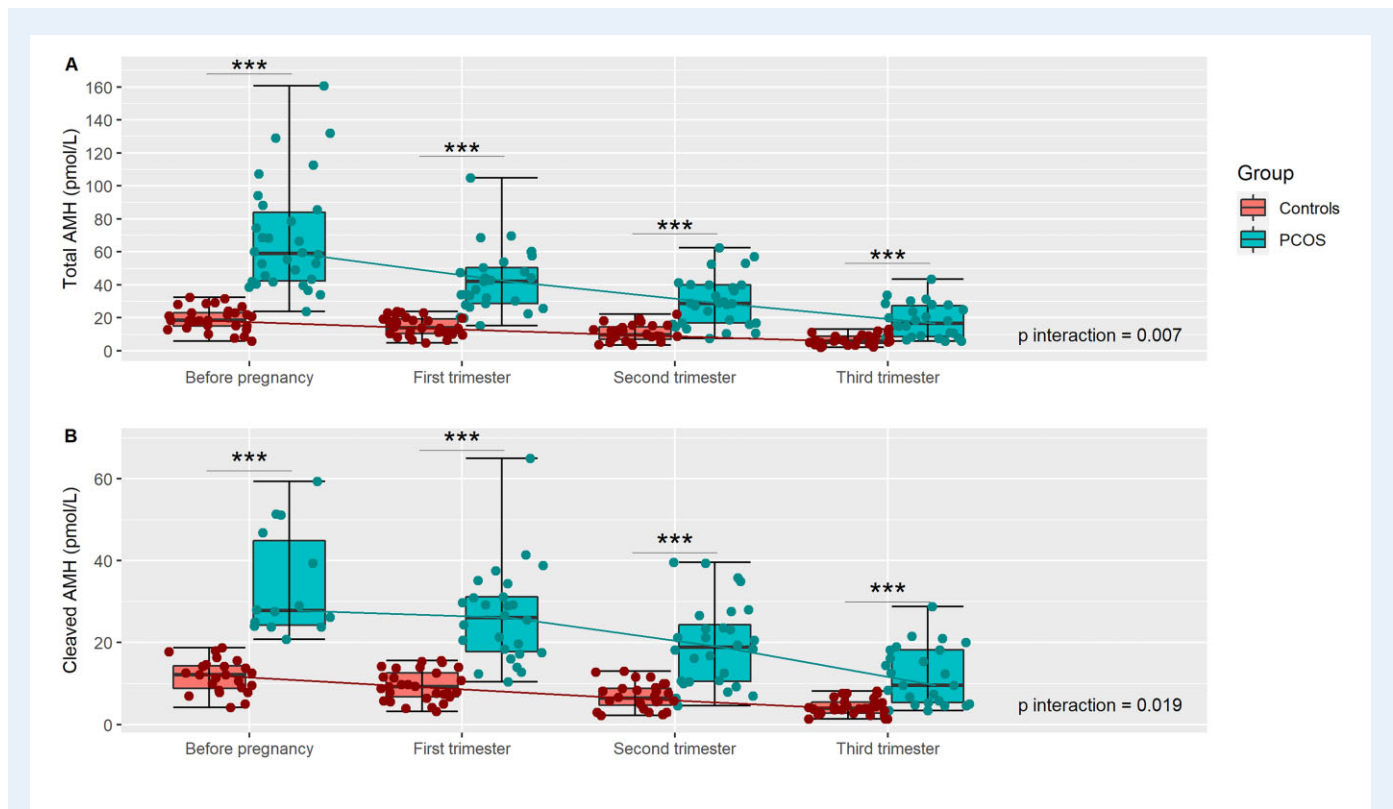 A
***
***
***
***
160
140
120
100
80
60
40
20
0
Total AMH (pmol/L)
Before pregnancy
First trimester
Second trimester
Third trimester
p interaction = 0.007
Group
Controls
PCOS
B
***
***
***
***
60
40
20
0
Cleaved AMH (pmol/L)
Before pregnancy
First trimester
Second trimester
Third trimester
p interaction = 0.019